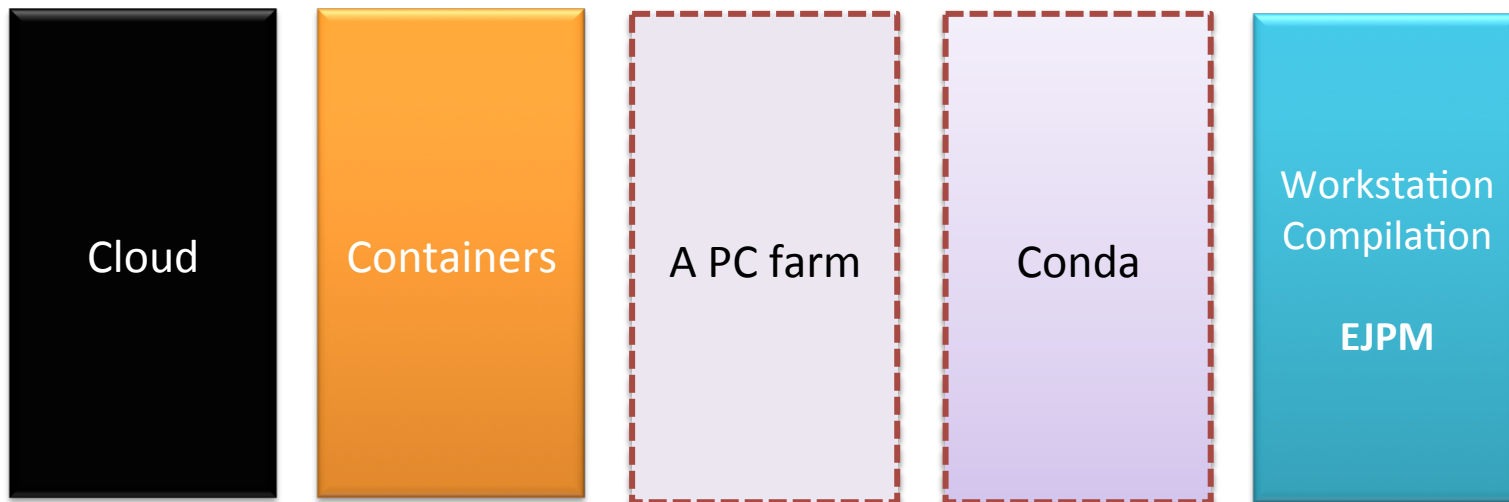 Cloud
Containers
A PC farm
Conda
Workstation
Compilation
EJPM